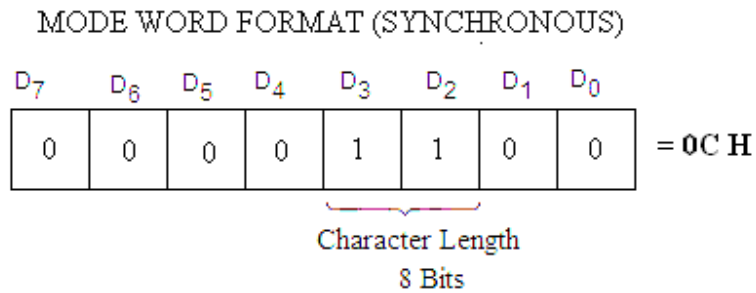 MODE WORD FORMAT (SYNCHRONOUS)
D7 D6 D5 D4 D3 D2 D1 D0
0 0 0 0 1 1 0 0 = 0C H
Character Length
8 Bits